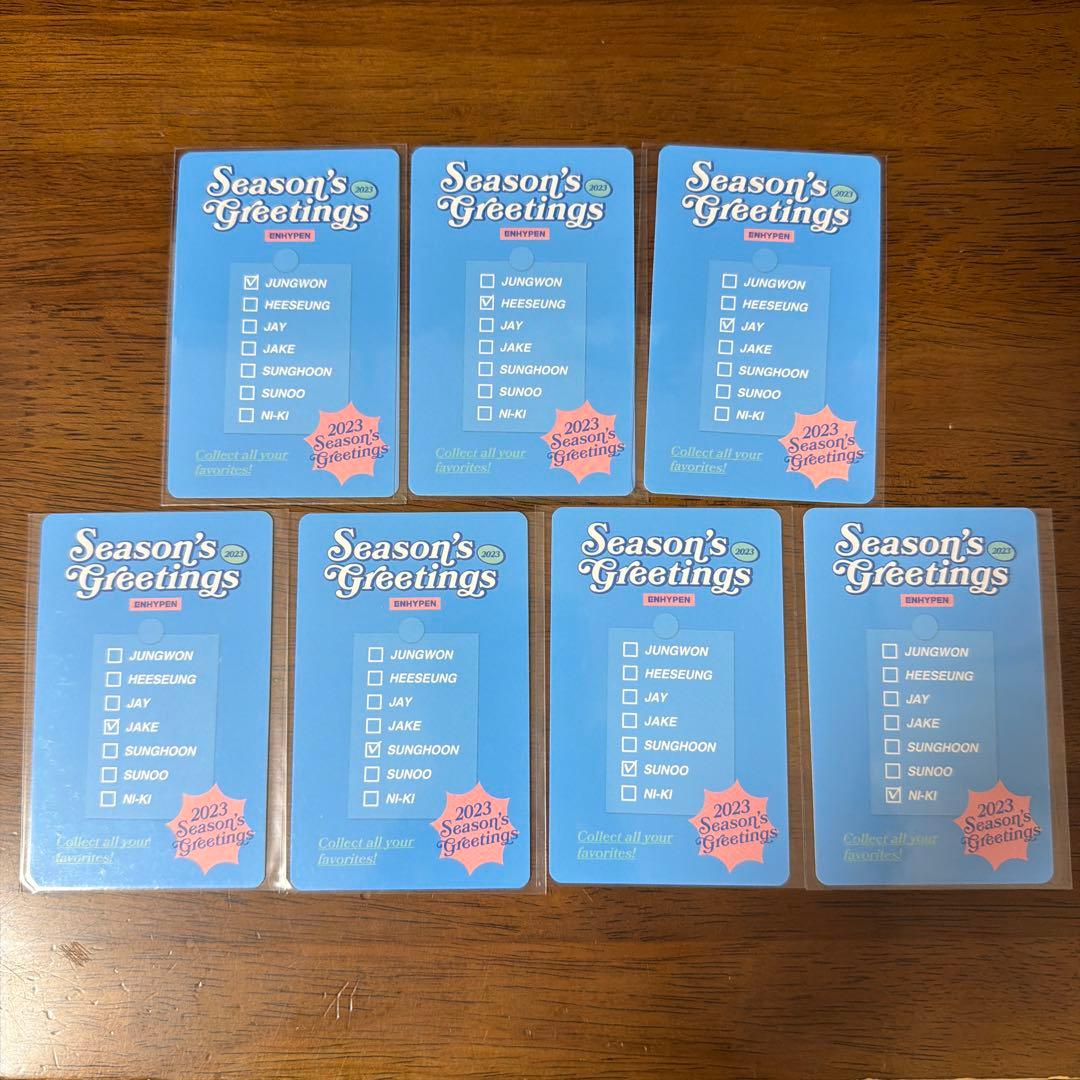 Season's 2023
Greetings
ENHYPEN
☑ JUNGWON
☐ HEESEUNG
☐ JAY
☐ JAKE
☐ SUNGHOON
☐ SUNOO
☐ NI-KI
2023
Season's
Greetings
Collect all your
favorites!
Season's 2023
Greetings
ENHYPEN
☐ JUNGWON
☑ HEESEUNG
☐ JAY
☐ JAKE
☐ SUNGHOON
☐ SUNOO
☐ NI-KI
2023
Season's
Greetings
Collect all your
favorites!
Season's 2023
Greetings
ENHYPEN
☐ JUNGWON
☐ HEESEUNG
☑ JAY
☐ JAKE
☐ SUNGHOON
☐ SUNOO
☐ NI-KI
2023
Season's
Greetings
Collect all your
favorites!
Season's 2023
Greetings
ENHYPEN
☐ JUNGWON
☐ HEESEUNG
☐ JAY
☑ JAKE
☐ SUNGHOON
☐ SUNOO
☐ NI-KI
2023
Season's
Greetings
Collect all your
favorites!
Season's 2023
Greetings
ENHYPEN
☐ JUNGWON
☐ HEESEUNG
☐ JAY
☐ JAKE
☑ SUNGHOON
☐ SUNOO
☐ NI-KI
2023
Season's
Greetings
Collect all your
favorites!
Season's 2023
Greetings
ENHYPEN
☐ JUNGWON
☐ HEESEUNG
☐ JAY
☐ JAKE
☐ SUNGHOON
☑ SUNOO
☐ NI-KI
2023
Season's
Greetings
Collect all your
favorites!
Season's 2023
Greetings
ENHYPEN
☐ JUNGWON
☐ HEESEUNG
☐ JAY
☐ JAKE
☐ SUNGHOON
☐ SUNOO
☑ NI-KI
2023
Season's
Greetings
Collect all your
favorites!